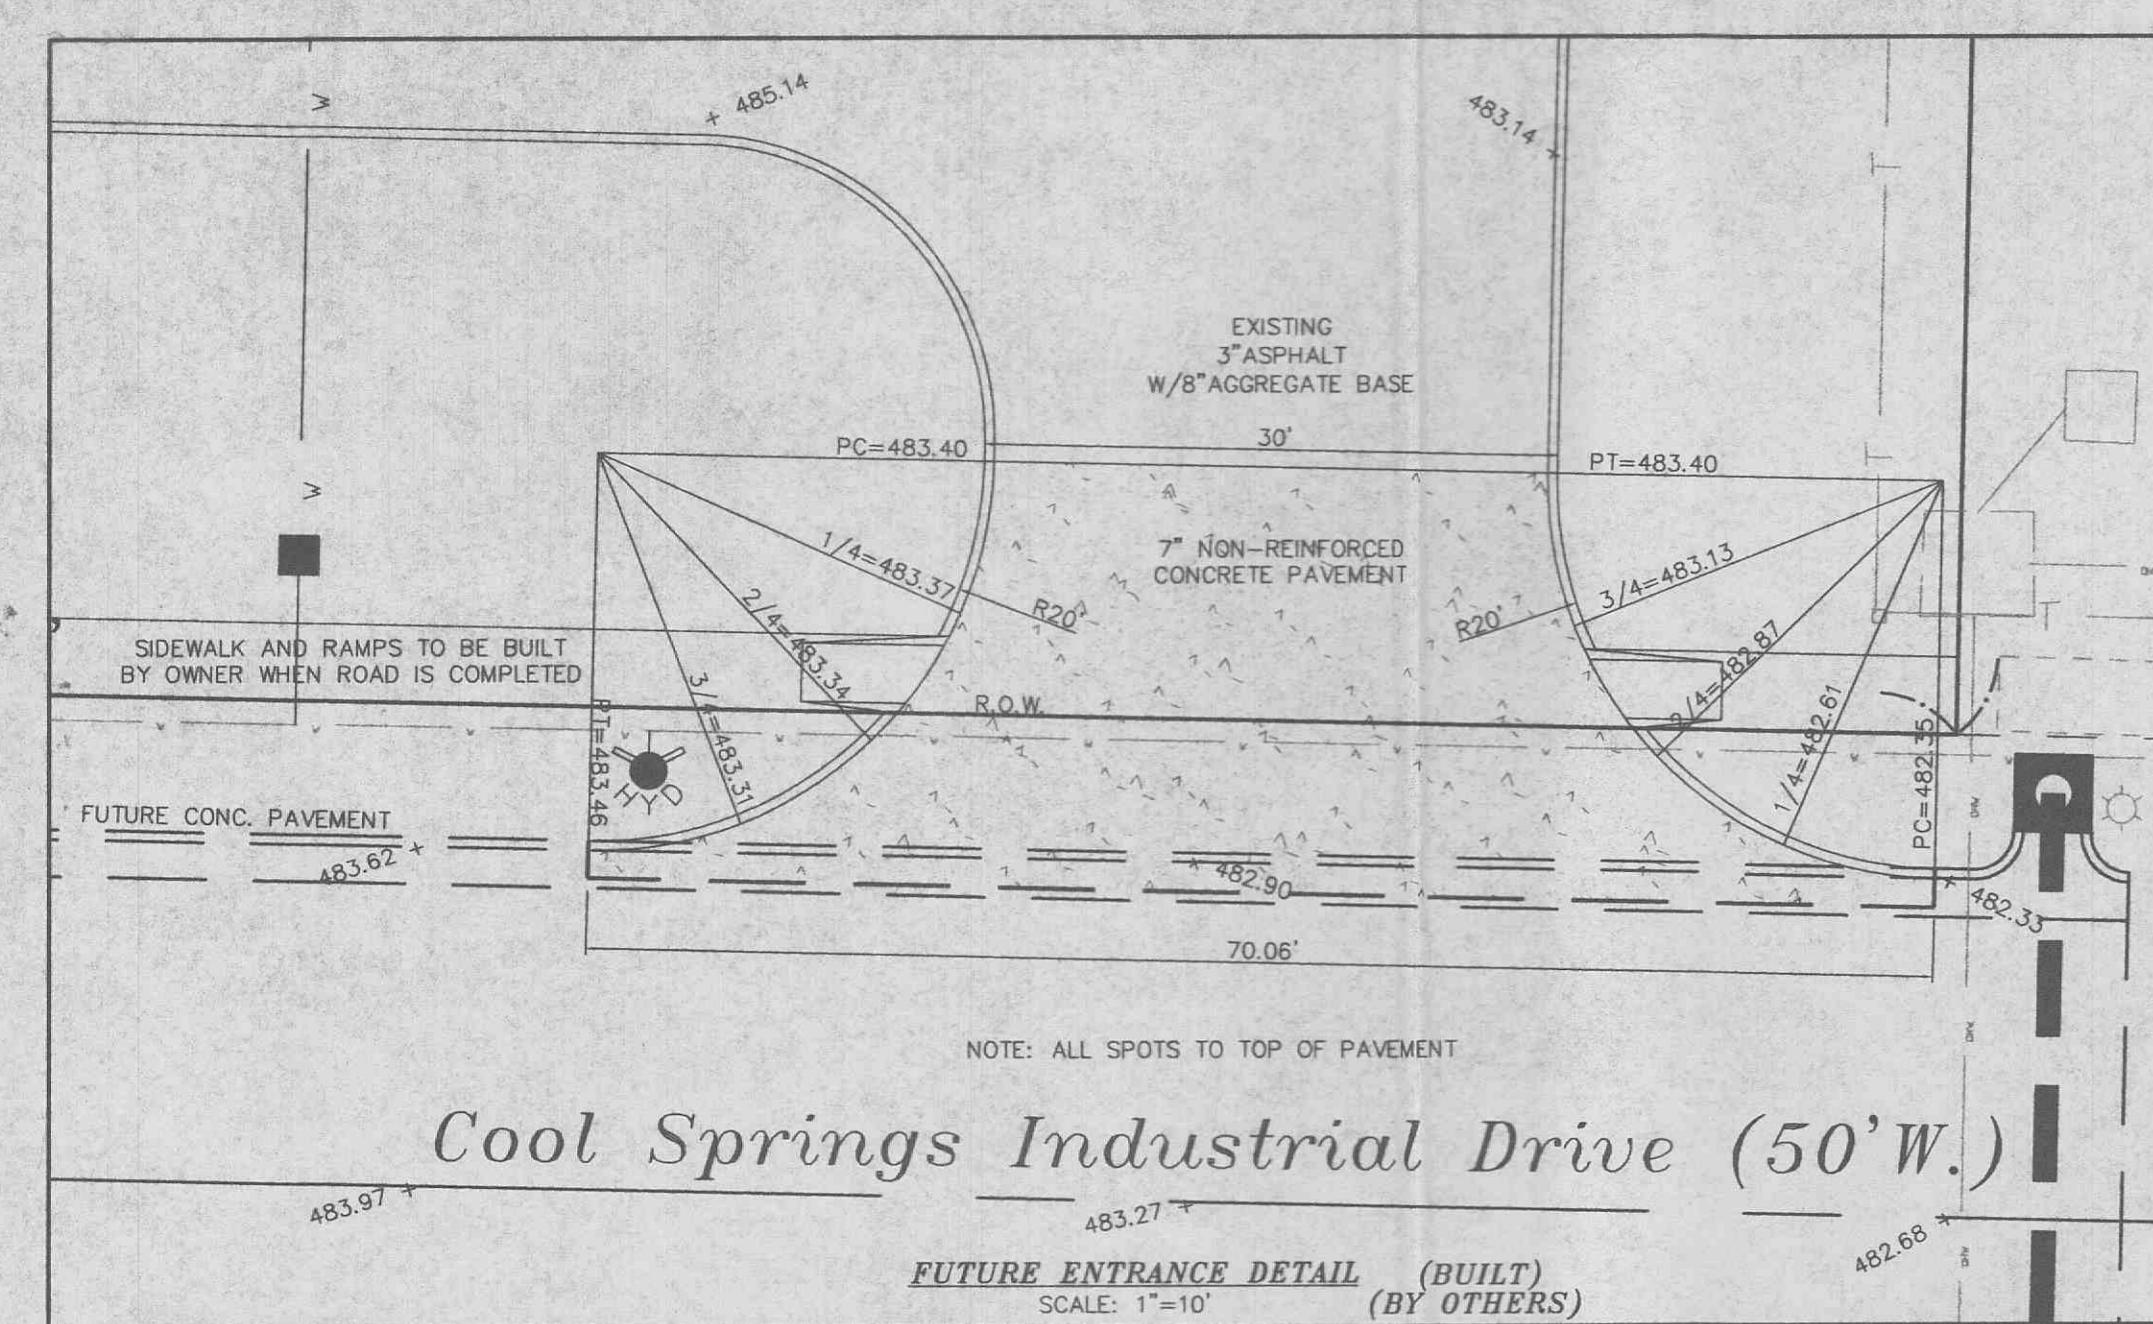 W
485.14
483.14
T
EXISTING
3"ASPHALT
W/8"AGGREGATE BASE
PC=483.40
30'
PT=483.40
T
W
1/4=483.37
7" NON-REINFORCED
CONCRETE PAVEMENT
3/4=483.13
2/4=483.34
R20'
R20'
2/4=482.87
T
SIDEWALK AND RAMPS TO BE BUILT
BY OWNER WHEN ROAD IS COMPLETED
3/4=483.31
R.O.W.
1/4=482.61
PT=483.46
HYD
PC=482.35
FUTURE CONC. PAVEMENT
483.62
482.90
482.33
70.06'
NOTE: ALL SPOTS TO TOP OF PAVEMENT
Cool Springs Industrial Drive (50'W.)
483.97
483.27
482.68
FUTURE ENTRANCE DETAIL (BUILT)
SCALE: 1"=10' (BY OTHERS)